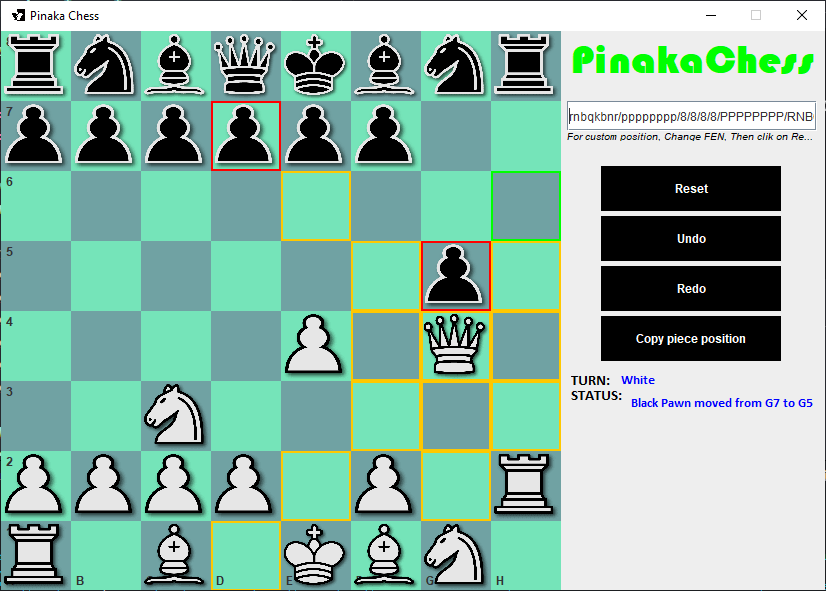 Pinaka Chess
PinakaChess
rnbqkbnr/pppppppp/8/8/8/8/PPPPPPPP/RNB
For custom position, Change FEN, Then clik on Re...
Reset
Undo
Redo
Copy piece position
TURN: White
STATUS: Black Pawn moved from G7 to G5
7
6
5
4
3
2
B
D
E
G
H